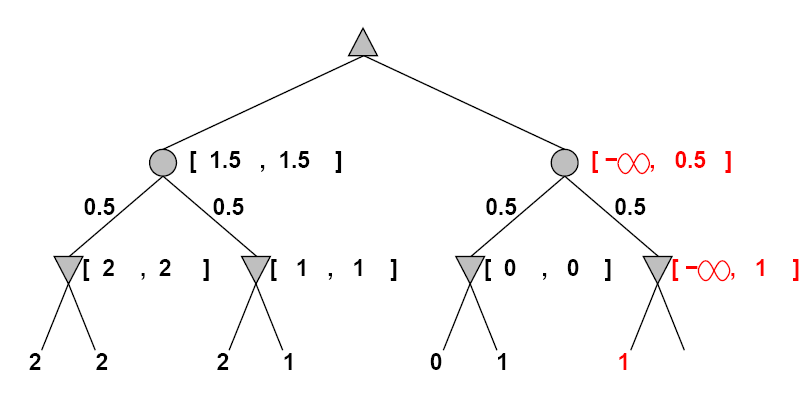 [ 1.5 , 1.5 ] [ -∞, 0.5 ]
0.5 0.5 0.5 0.5
[ 2 , 2 ] [ 1 , 1 ] [ 0 , 0 ] [ -∞, 1 ]
2 2 2 1 0 1 1